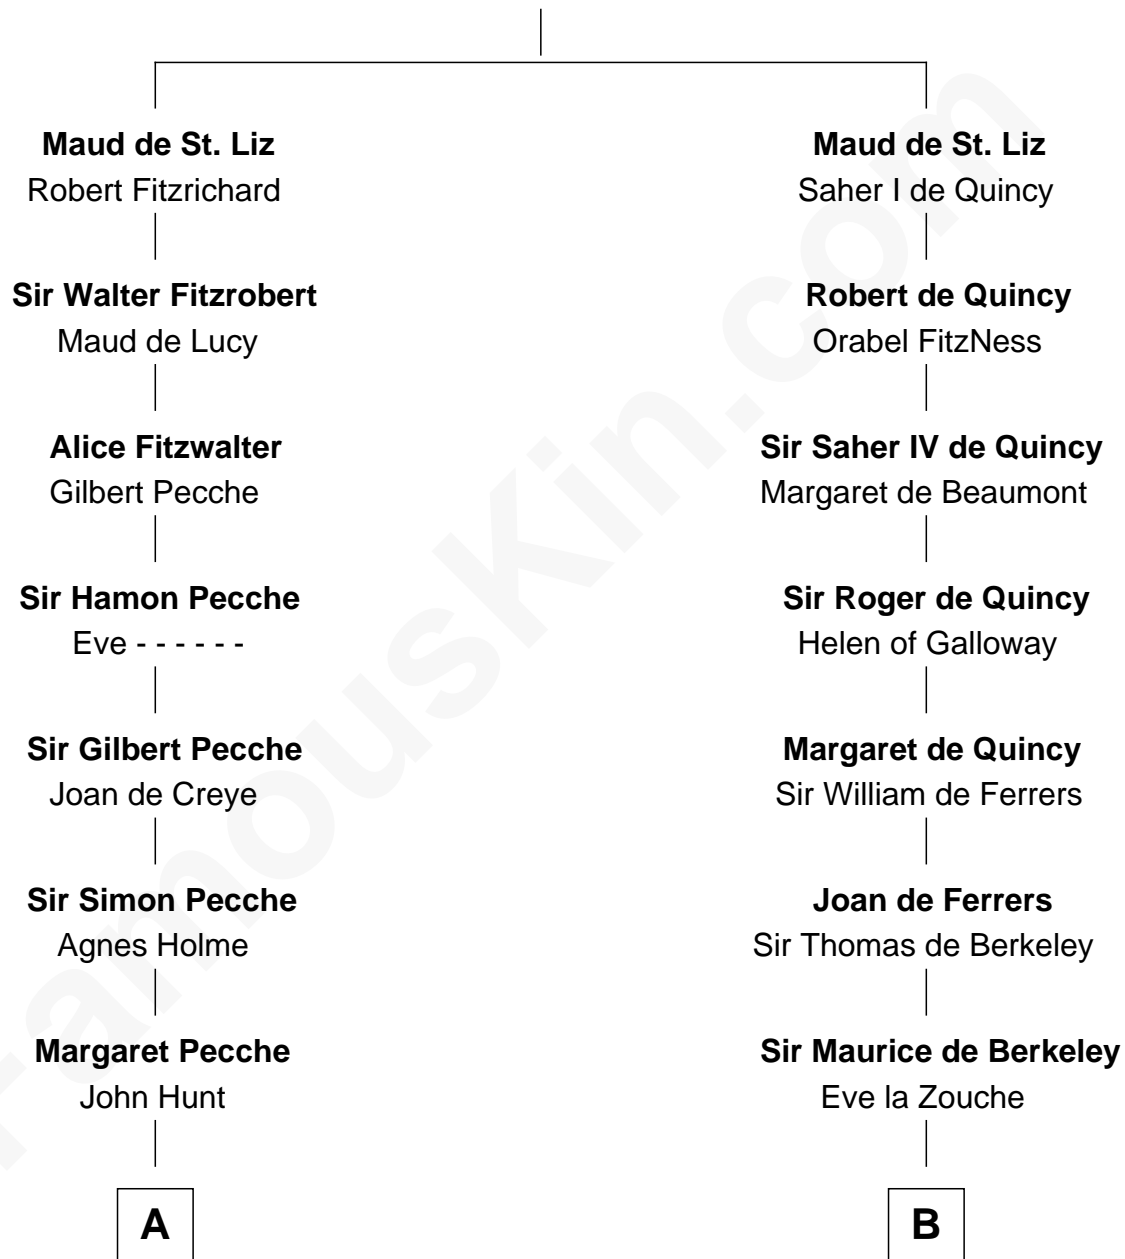 Maud de St. Liz
Robert Fitzrichard
Sir Walter Fitzrobert
Maud de Lucy
Alice Fitzwalter
Gilbert Pecche
Sir Hamon Pecche
Eve - - - - - -
Sir Gilbert Pecche
Joan de Creye
Sir Simon Pecche
Agnes Holme
Margaret Pecche
John Hunt
A
Maud de St. Liz
Saher I de Quincy
Robert de Quincy
Orabel FitzNess
Sir Saher IV de Quincy
Margaret de Beaumont
Sir Roger de Quincy
Helen of Galloway
Margaret de Quincy
Sir William de Ferrers
Joan de Ferrers
Sir Thomas de Berkeley
Sir Maurice de Berkeley
Eve la Zouche
B
FamousKin.com